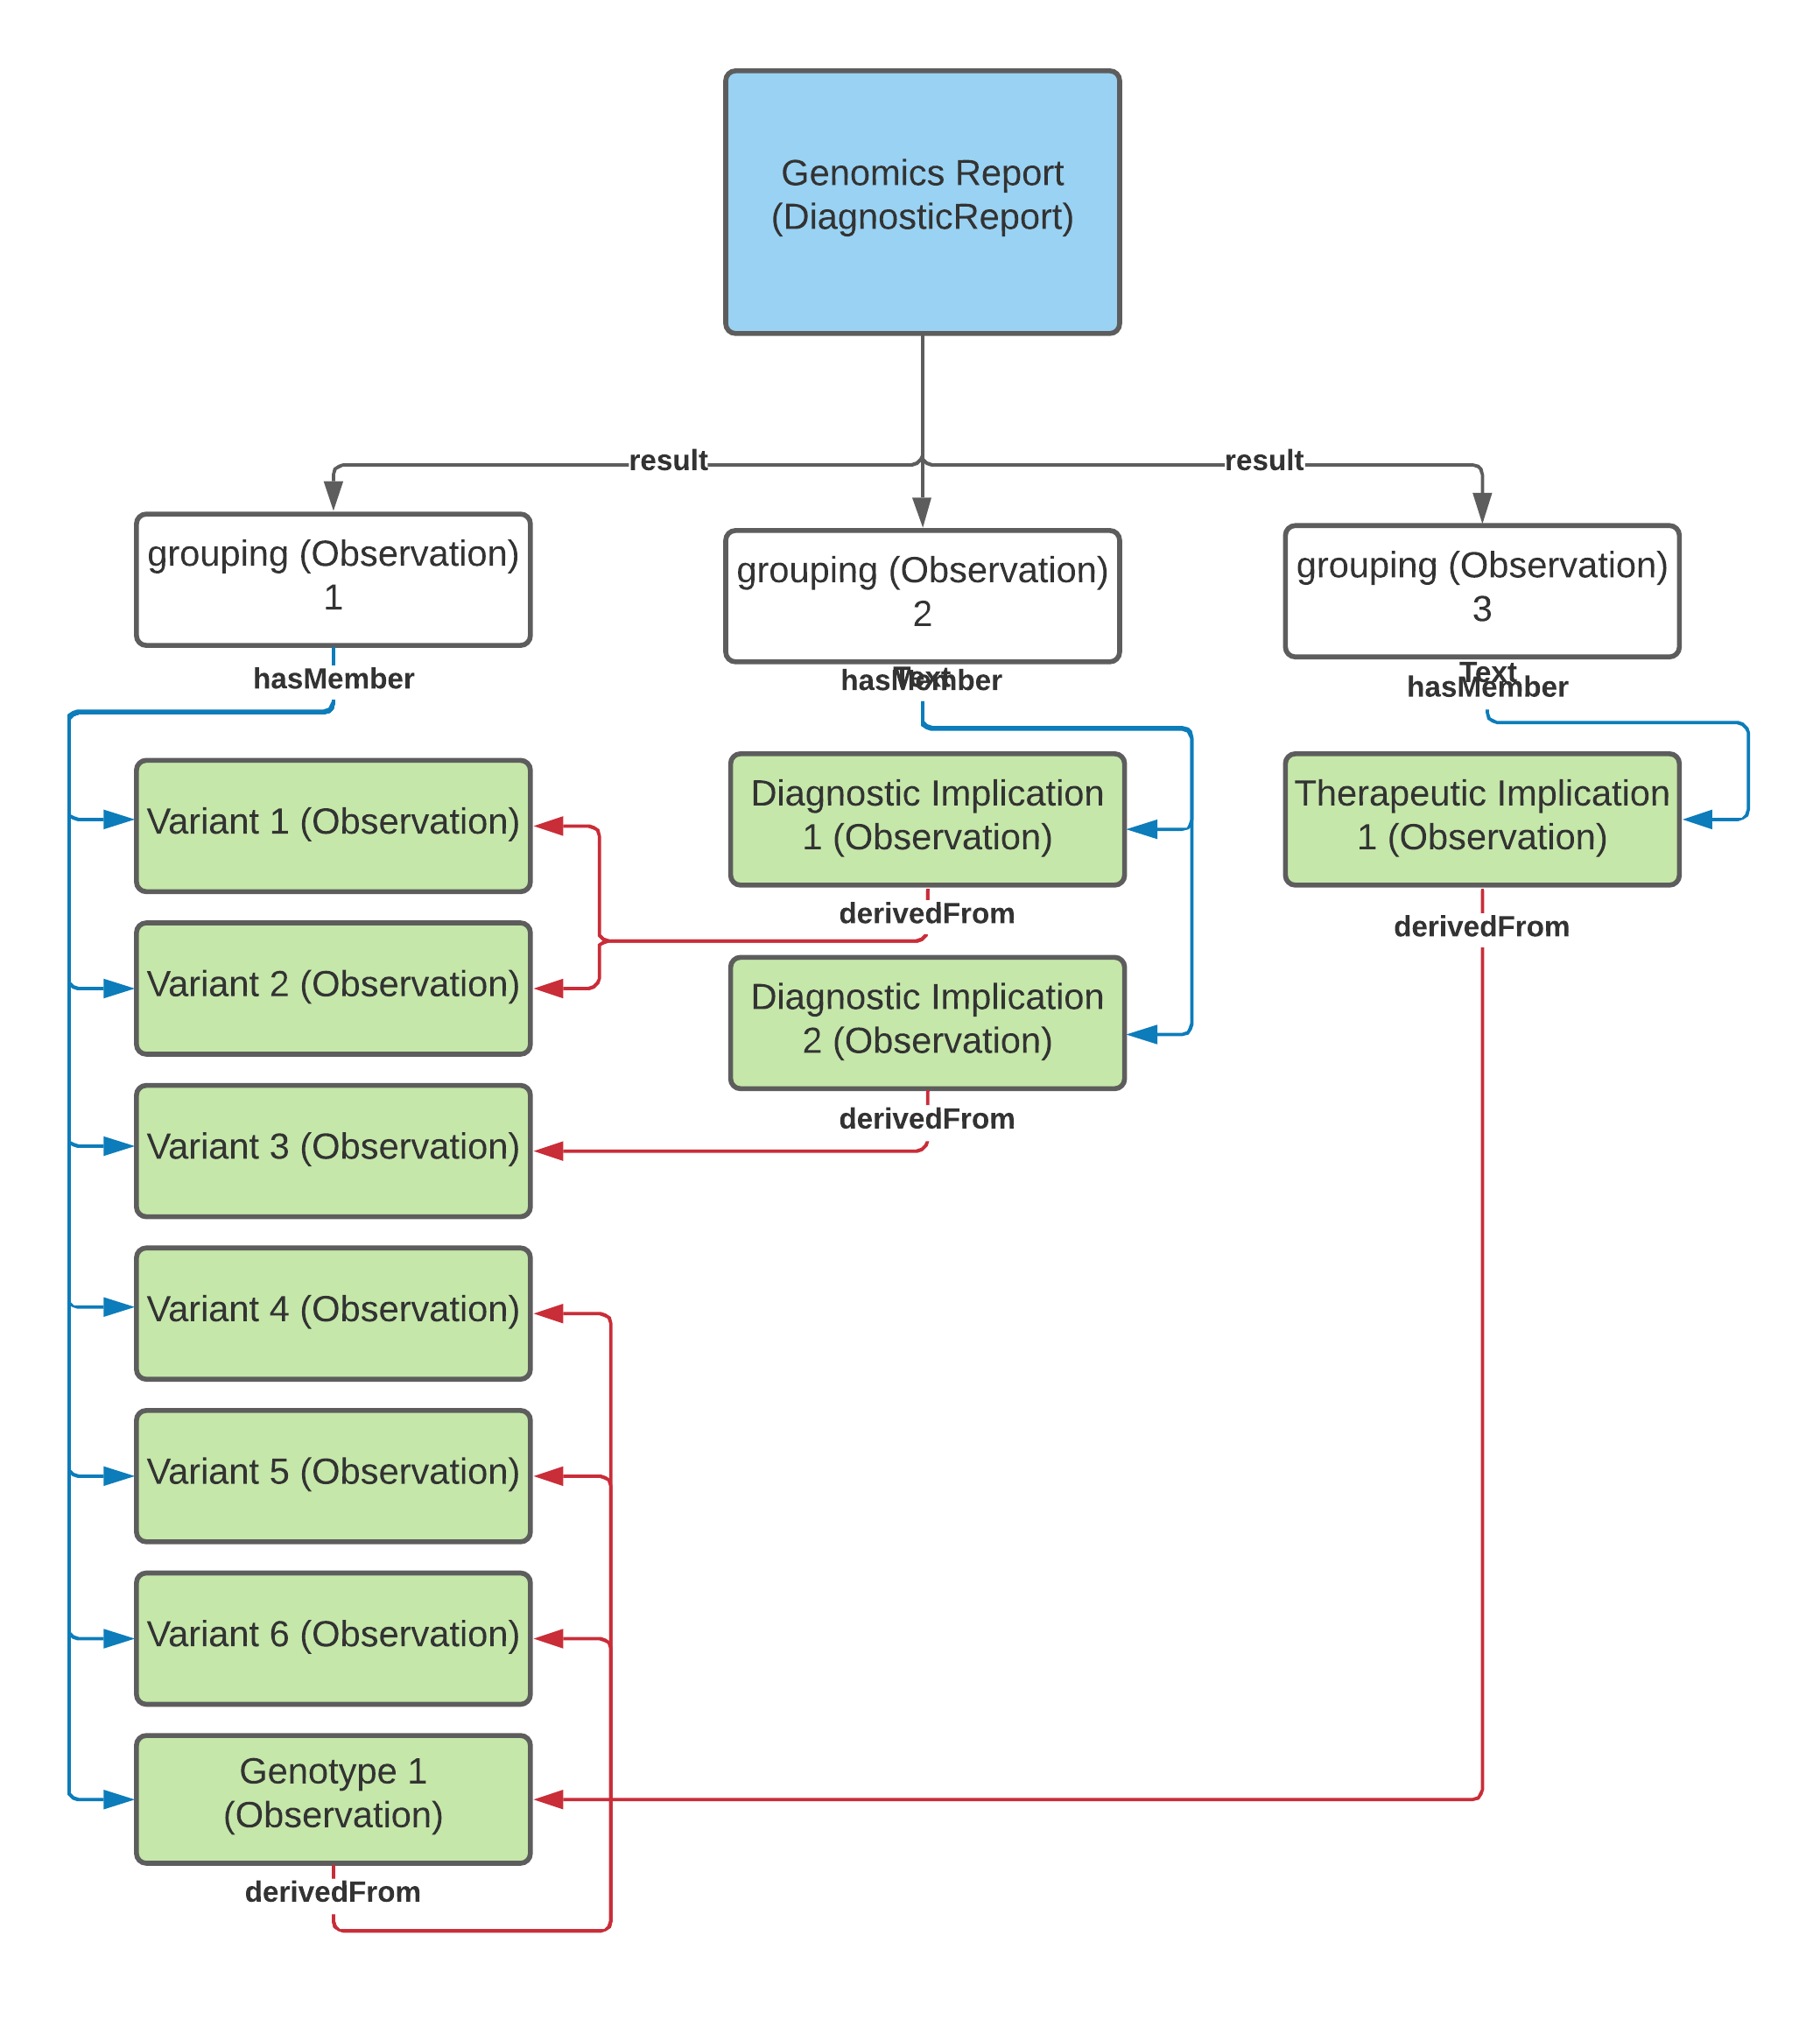 Genomics Report
(DiagnosticReport)
result
result
grouping (Observation)
1
grouping (Observation)
2
grouping (Observation)
3
hasMember
Text
hasMember
Text
hasMember
Variant 1 (Observation)
Diagnostic Implication
1 (Observation)
Therapeutic Implication
1 (Observation)
derivedFrom
derivedFrom
Variant 2 (Observation)
Diagnostic Implication
2 (Observation)
derivedFrom
Variant 3 (Observation)
Variant 4 (Observation)
Variant 5 (Observation)
Variant 6 (Observation)
Genotype 1
(Observation)
derivedFrom